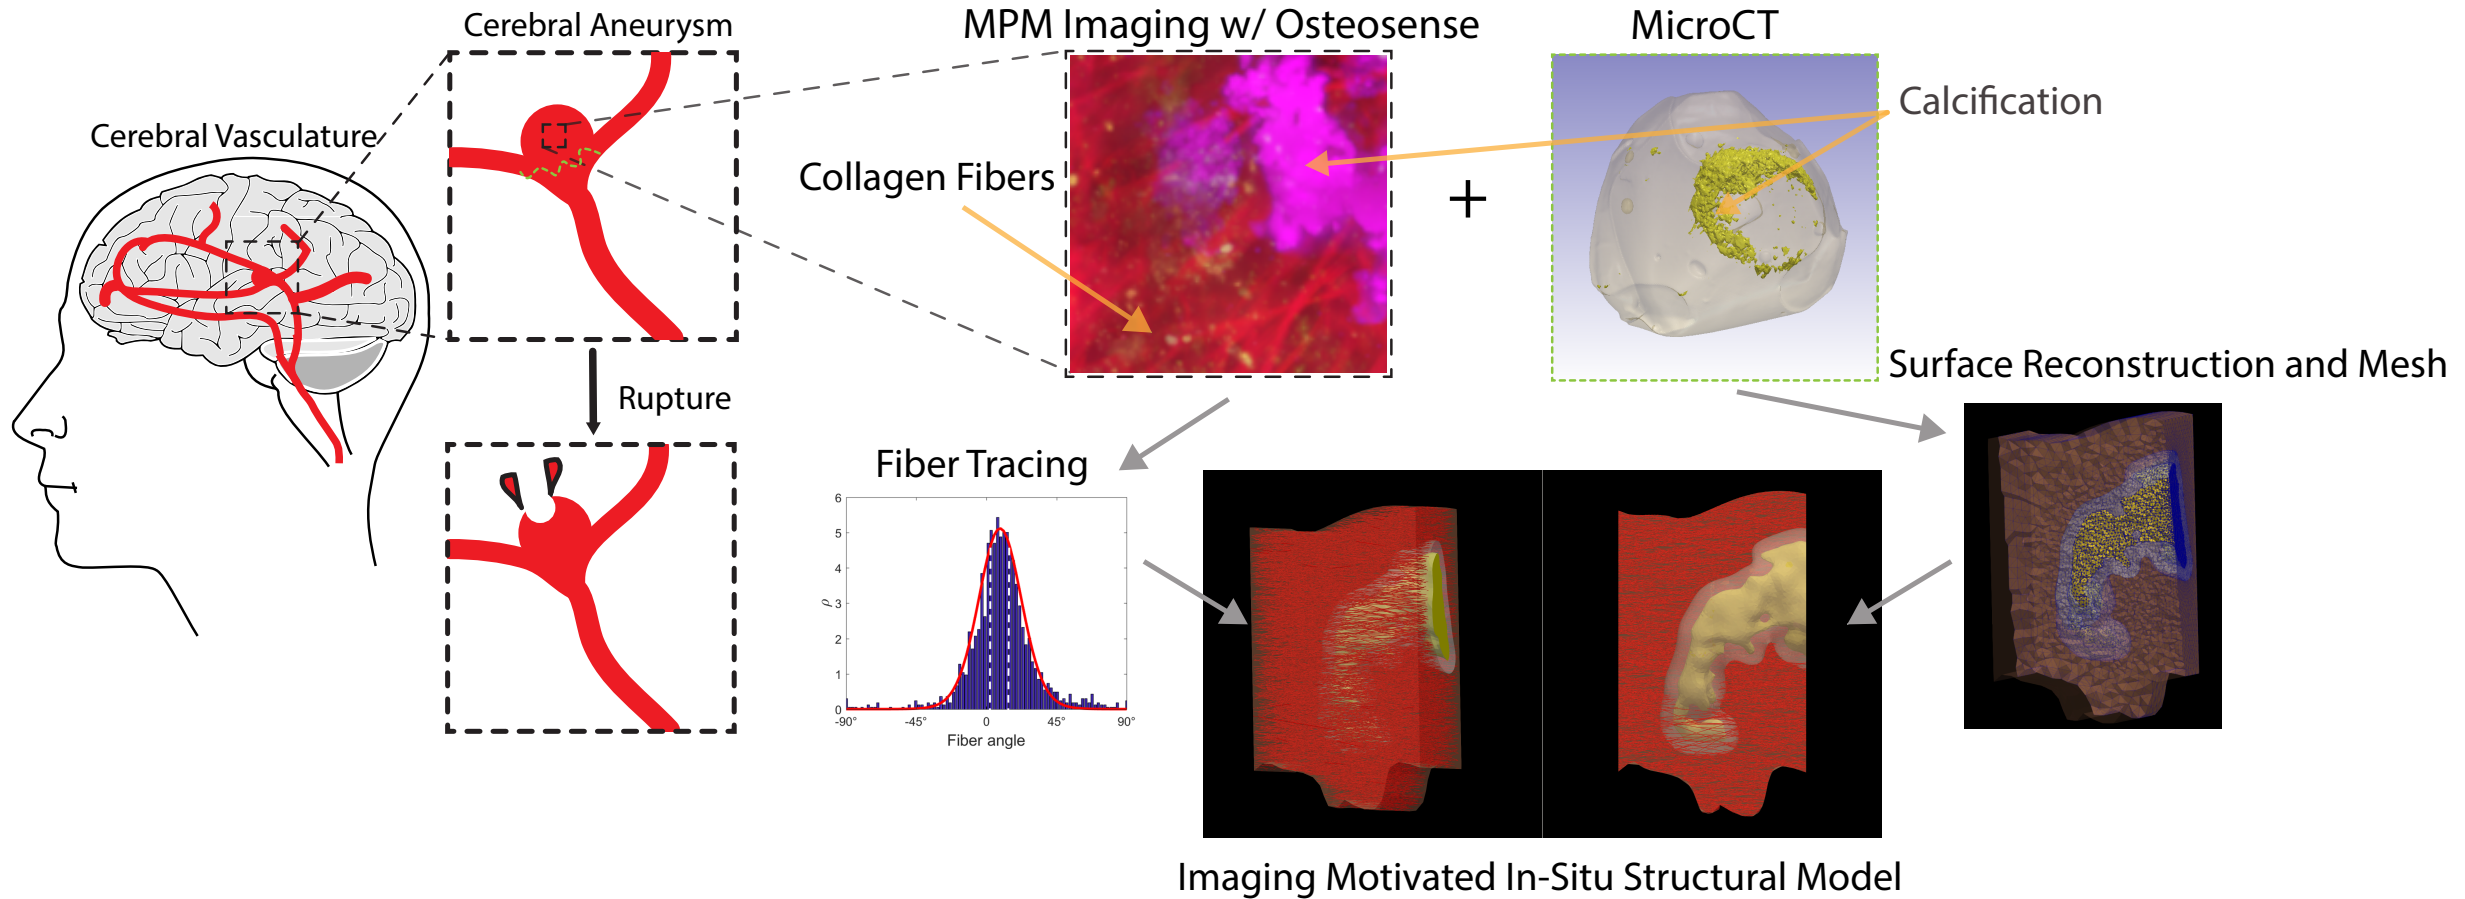 Cerebral Aneurysm
MPM Imaging w/ Osteosense
MicroCT
Calcification
Cerebral Vasculature
Collagen Fibers
+
Surface Reconstruction and Mesh
Rupture
Fiber Tracing
6
5
4
3
2
1
0
ρ
-90°
-45°
0
45°
90°
Fiber angle
Imaging Motivated In-Situ Structural Model